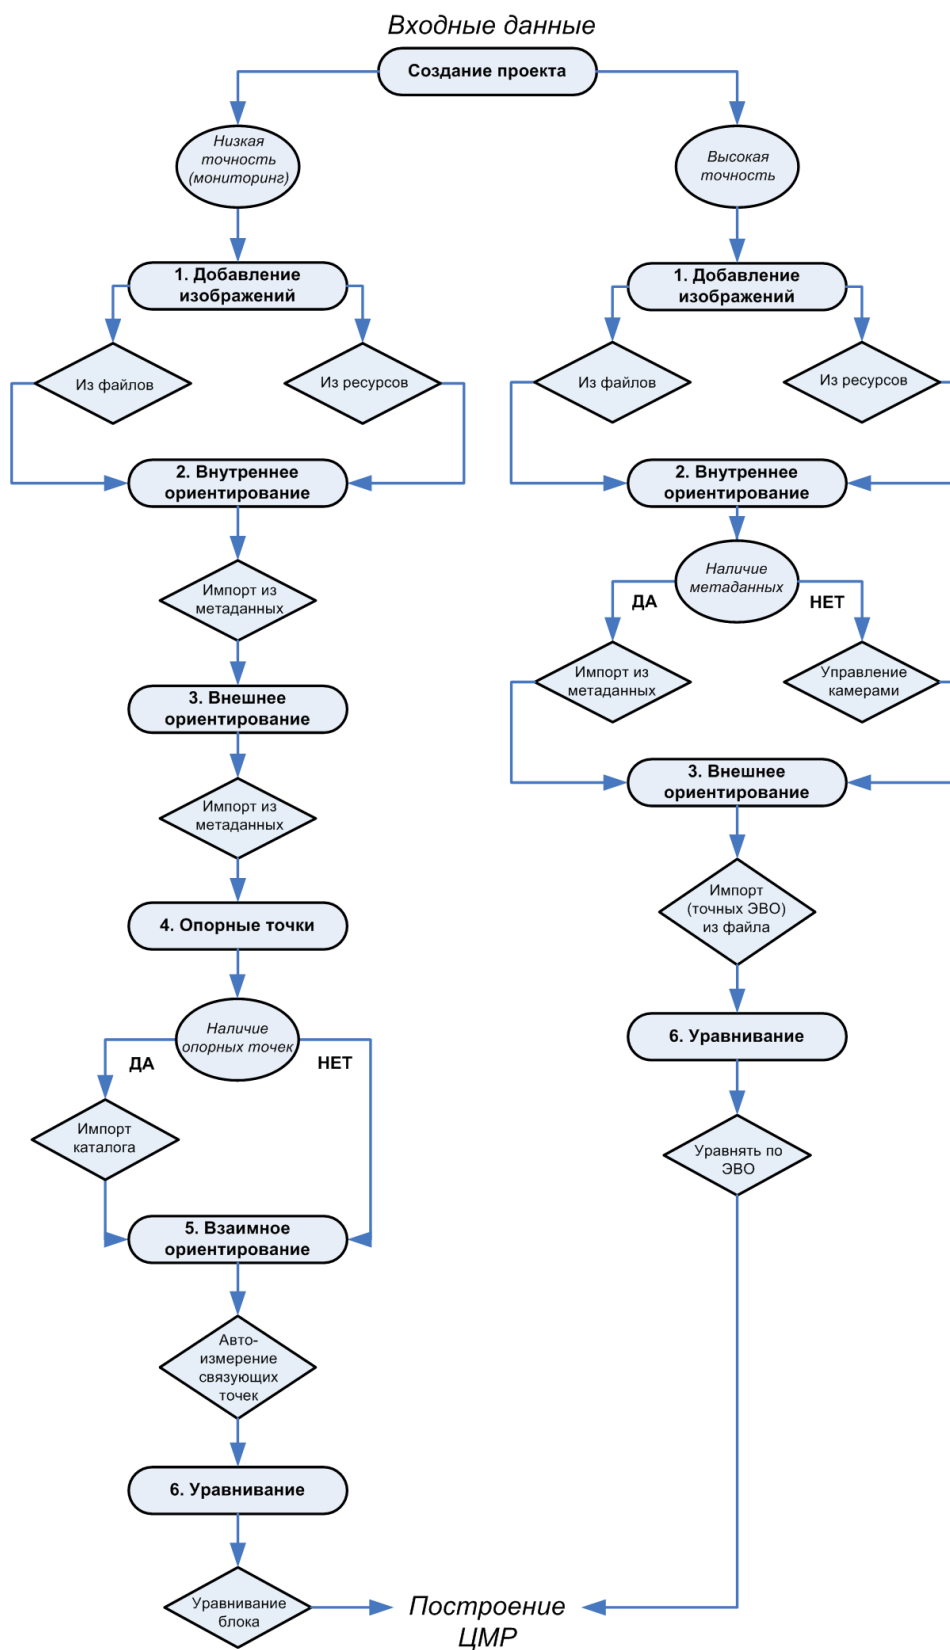 Входные данные
Создание проекта
Низкая
точность
(мониторинг)
Высокая
точность
1. Добавление
изображений
1. Добавление
изображений
Из файлов
Из ресурсов
Из файлов
Из ресурсов
2. Внутреннее
ориентирование
2. Внутреннее
ориентирование
Наличие
метаданных
ДА
НЕТ
Импорт из
метаданных
Импорт из
метаданных
Управление
камерами
3. Внешнее
ориентирование
3. Внешнее
ориентирование
Импорт из
метаданных
Импорт
(точных ЭВО)
из файла
4. Опорные точки
Наличие
опорных точек
ДА
НЕТ
6. Уравнивание
Импорт
каталога
Уравнять по
ЭВО
5. Взаимное
ориентирование
Авто-
измерение
связующих
точек
6. Уравнивание
Уравнивание
блока
Построение
ЦМР